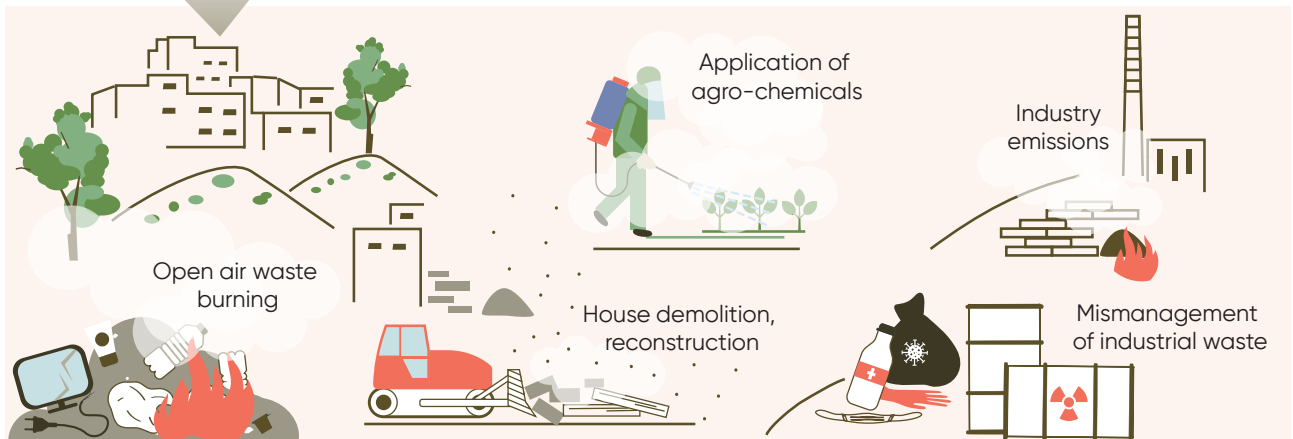 Application of
agro-chemicals
Industry
emissions
Open air waste
burning
House demolition,
reconstruction
Mismanagement
of industrial waste